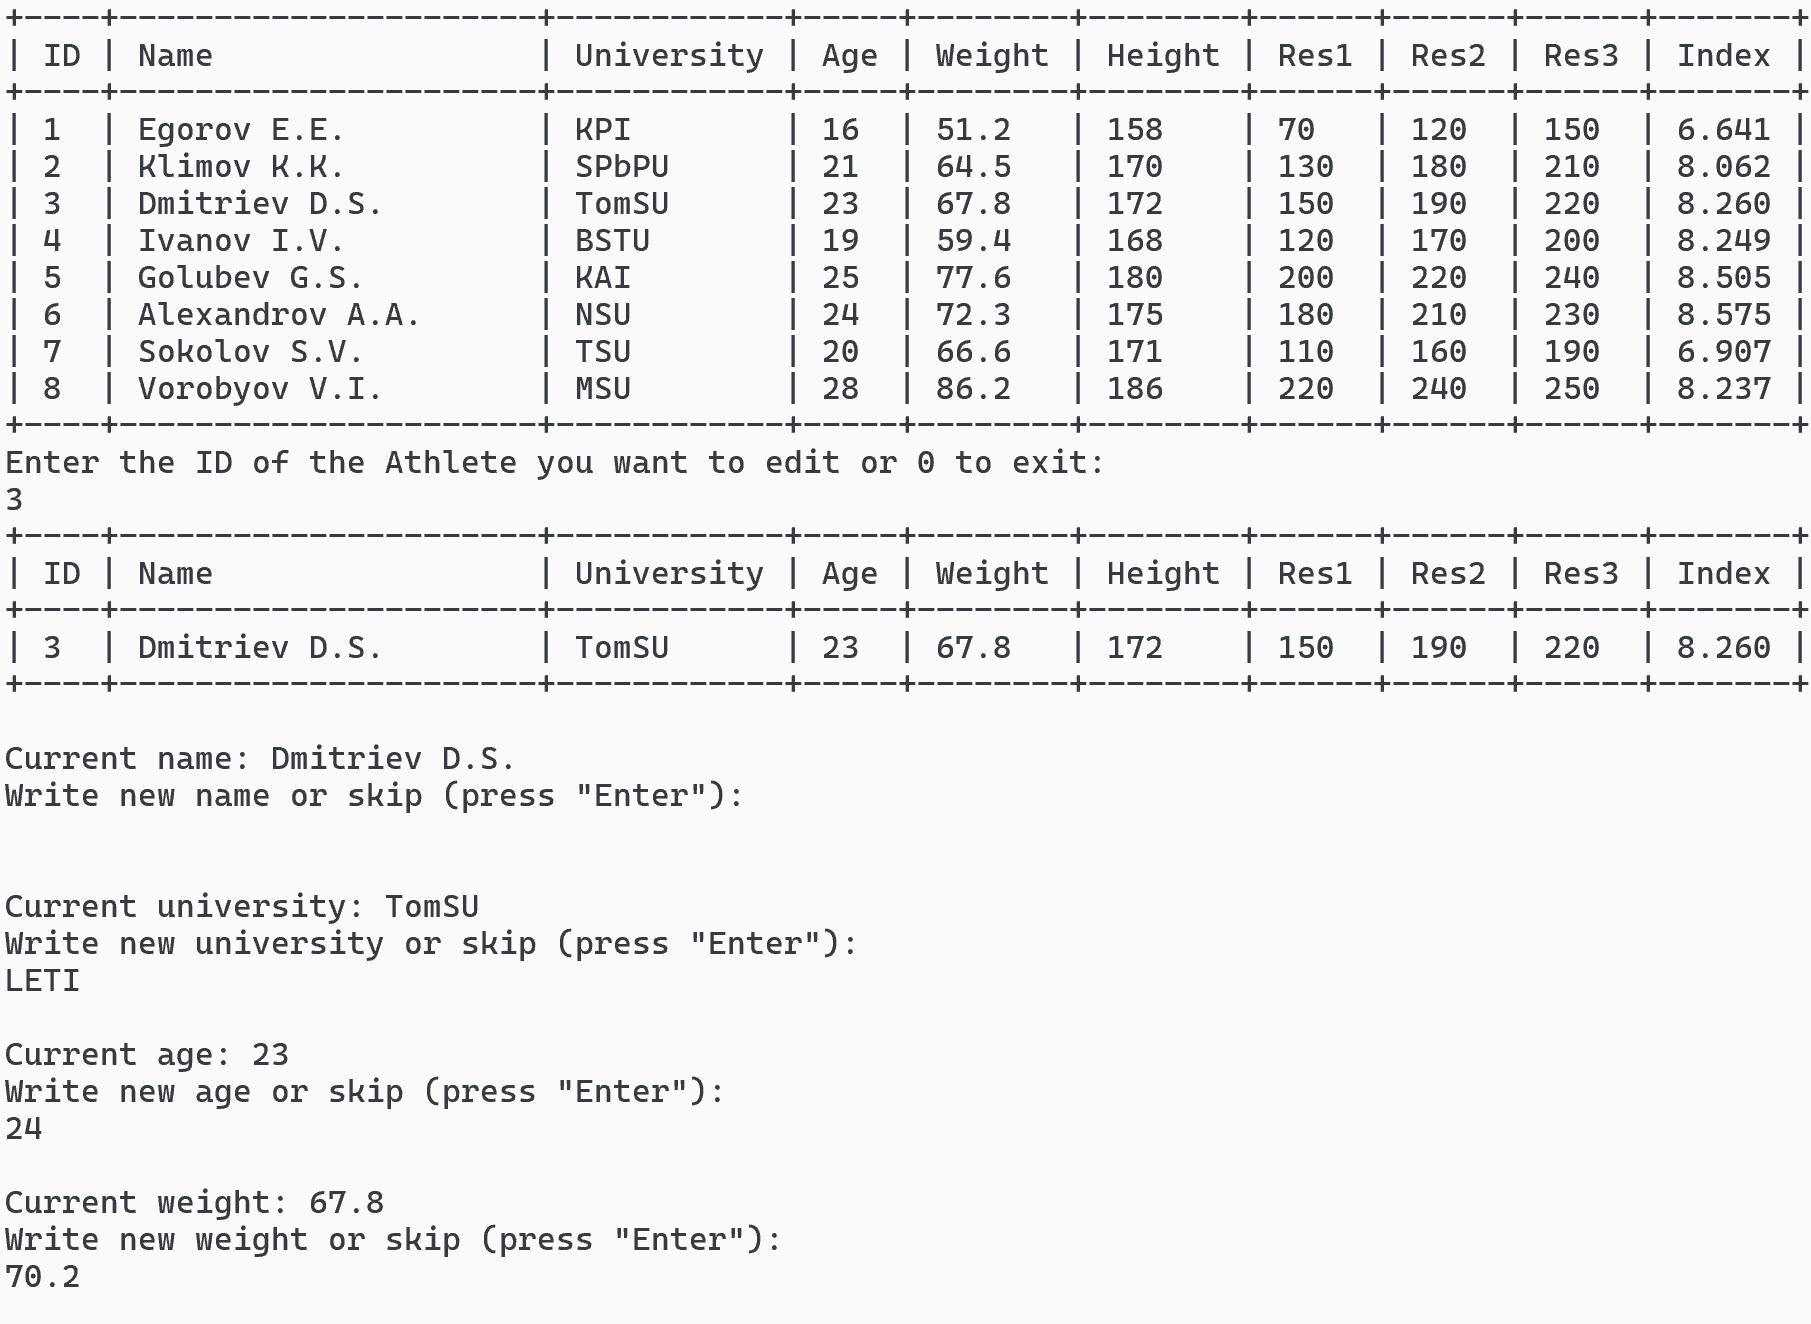 +----+----------------------+------------+-----+--------+--------+------+------+------+-------+
| ID | Name                 | University | Age | Weight | Height | Res1 | Res2 | Res3 | Index |
+----+----------------------+------------+-----+--------+--------+------+------+------+-------+
| 1  | Egorov E.E.          | KPI        | 16  | 51.2   | 158    | 70   | 120  | 150  | 6.641 |
| 2  | Klimov K.K.          | SPbPU      | 21  | 64.5   | 170    | 130  | 180  | 210  | 8.062 |
| 3  | Dmitriev D.S.        | TomSU      | 23  | 67.8   | 172    | 150  | 190  | 220  | 8.260 |
| 4  | Ivanov I.V.          | BSTU       | 19  | 59.4   | 168    | 120  | 170  | 200  | 8.249 |
| 5  | Golubev G.S.         | KAI        | 25  | 77.6   | 180    | 200  | 220  | 240  | 8.505 |
| 6  | Alexandrov A.A.      | NSU        | 24  | 72.3   | 175    | 180  | 210  | 230  | 8.575 |
| 7  | Sokolov S.V.         | TSU        | 20  | 66.6   | 171    | 110  | 160  | 190  | 6.907 |
| 8  | Vorobyov V.I.        | MSU        | 28  | 86.2   | 186    | 220  | 240  | 250  | 8.237 |
+----+----------------------+------------+-----+--------+--------+------+------+------+-------+
Enter the ID of the Athlete you want to edit or 0 to exit:
3
+----+----------------------+------------+-----+--------+--------+------+------+------+-------+
| ID | Name                 | University | Age | Weight | Height | Res1 | Res2 | Res3 | Index |
+----+----------------------+------------+-----+--------+--------+------+------+------+-------+
| 3  | Dmitriev D.S.        | TomSU      | 23  | 67.8   | 172    | 150  | 190  | 220  | 8.260 |
+----+----------------------+------------+-----+--------+--------+------+------+------+-------+

Current name: Dmitriev D.S.
Write new name or skip (press "Enter"):


Current university: TomSU
Write new university or skip (press "Enter"):
LETI

Current age: 23
Write new age or skip (press "Enter"):
24

Current weight: 67.8
Write new weight or skip (press "Enter"):
70.2